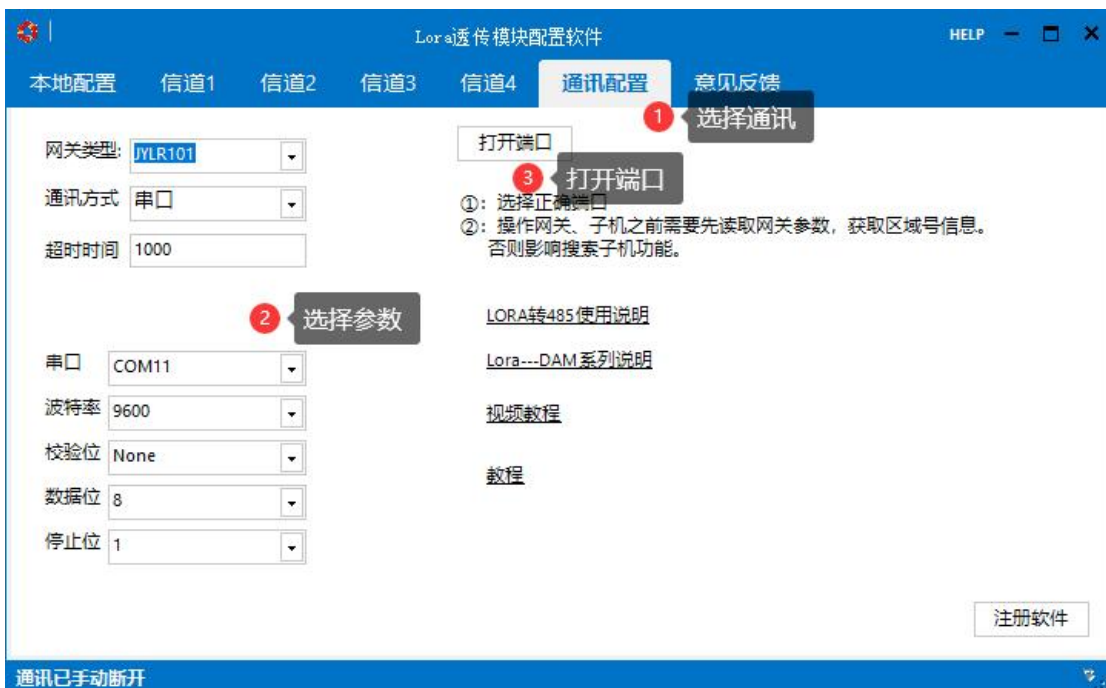 Lora透传模块配置软件
HELP
本地配置 信道1 信道2 信道3 信道4 通讯配置 意见反馈
1 选择通讯
网关类型: JYLR101
打开端口
通讯方式 串口
3 打开端口
①: 选择正确端口
②: 操作网关、子机之前需要先读取网关参数, 获取区域号信息。
否则影响搜素子机功能。
超时时间 1000
2 选择参数
LORA转485使用说明
串口 COM11
Lora---DAM系列说明
波特率 9600
视频教程
校验位 None
教程
数据位 8
停止位 1
注册软件
通讯已手动断开